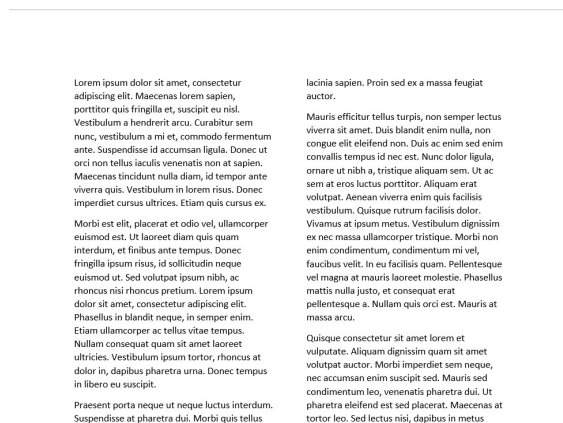 Lorem ipsum dolor sit amet, consectetur
adipiscing elit. Maecenas lorem sapien,
porttitor quis fringilla et, suscipit eu nisl.
Vestibulum a hendrerit arcu. Curabitur sem
nunc, vestibulum a mi et, commodo fermentum
ante. Suspendisse id accumsan ligula. Donec ut
orci non tellus iaculis venenatis non at sapien.
Maecenas tincidunt nulla diam, id tempor ante
viverra quis. Vestibulum in lorem risus. Donec
imperdiet cursus ultrices. Etiam quis cursus ex.
Morbi est elit, placerat et odio vel, ullamcorper
euismod est. Ut laoreet diam quis quam
interdum, et finibus ante tempus. Donec
fringilla ipsum risus, id sollicitudin neque
euismod ut. Sed volutpat ipsum nibh, ac
rhoncus nisi rhoncus pretium. Lorem ipsum
dolor sit amet, consectetur adipiscing elit.
Phasellus in blandit neque, in semper enim.
Etiam ullamcorper ac tellus vitae tempus.
Nullam consequat quam sit amet laoreet
ultricies. Vestibulum ipsum tortor, rhoncus at
dolor in, dapibus pharetra urna. Donec tempus
in libero eu suscipit.
Praesent porta neque ut neque luctus interdum.
Suspendisse at pharetra dui. Morbi quis tellus
lacinia sapien. Proin sed ex a massa feugiat
auctor.
Mauris efficitur tellus turpis, non semper lectus
viverra sit amet. Duis blandit enim nulla, non
congue elit eleifend non. Duis ac enim sed enim
convallis tempus id nec est. Nunc dolor ligula,
ornare ut nibh a, tristique aliquam sem. Ut ac
sem at eros luctus porttitor. Aliquam erat
volutpat. Aenean viverra enim quis facilisis
vestibulum. Quisque rutrum facilisis dolor.
Vivamus at ipsum metus. Vestibulum dignissim
ex nec massa ullamcorper tristique. Morbi non
enim condimentum, condimentum mi vel,
faucibus velit. In eu facilisis quam. Pellentesque
vel magna at mauris laoreet molestie. Phasellus
mattis nulla justo, et consequat erat
pellentesque a. Nullam quis orci est. Mauris at
massa arcu.
Quisque consectetur sit amet lorem et
vulputate. Aliquam dignissim quam sit amet
volutpat auctor. Morbi imperdiet sem neque,
nec accumsan enim suscipit sed. Mauris sed
condimentum leo, venenatis pharetra dui. Ut
pharetra eleifend est sed placerat. Maecenas at
tortor leo. Sed lectus nisi, dapibus in metus